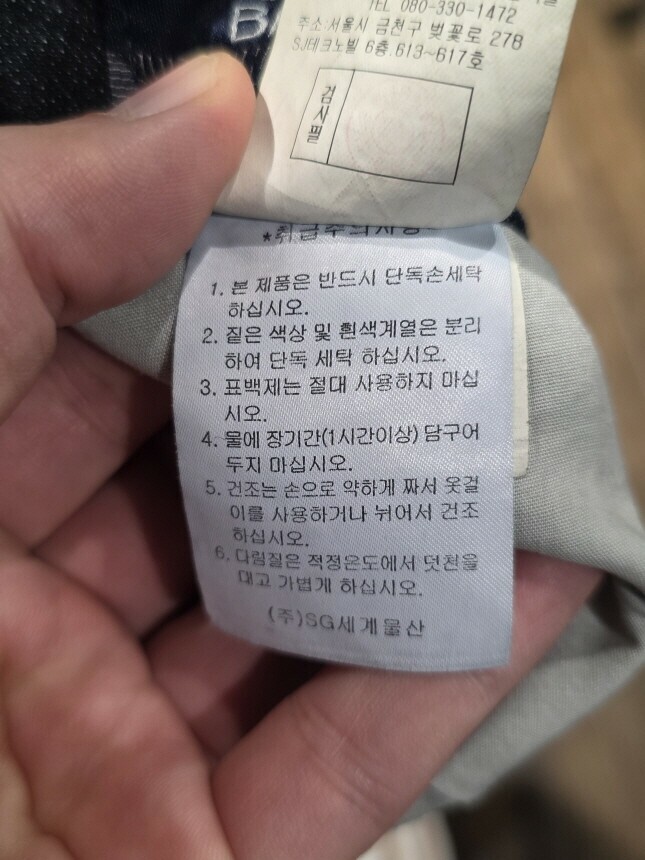 BA
TEL 080-330-1472
주소:서울시 금천구 벚꽃로 278
SJ테크노빌 6층.613~617호
검사필
*취급주의사항
1. 본 제품은 반드시 단독손세탁
하십시오.
2. 짙은 색상 및 흰색계열은 분리
하여 단독 세탁 하십시오.
3. 표백제는 절대 사용하지 마십
시오.
4. 물에 장기간(1시간이상) 담구어
두지 마십시오.
5. 건조는 손으로 약하게 짜서 옷걸
이를 사용하거나 뉘어서 건조
하십시오.
6. 다림질은 적정온도에서 덧천을
대고 가볍게 하십시오.
(주)SG세계물산